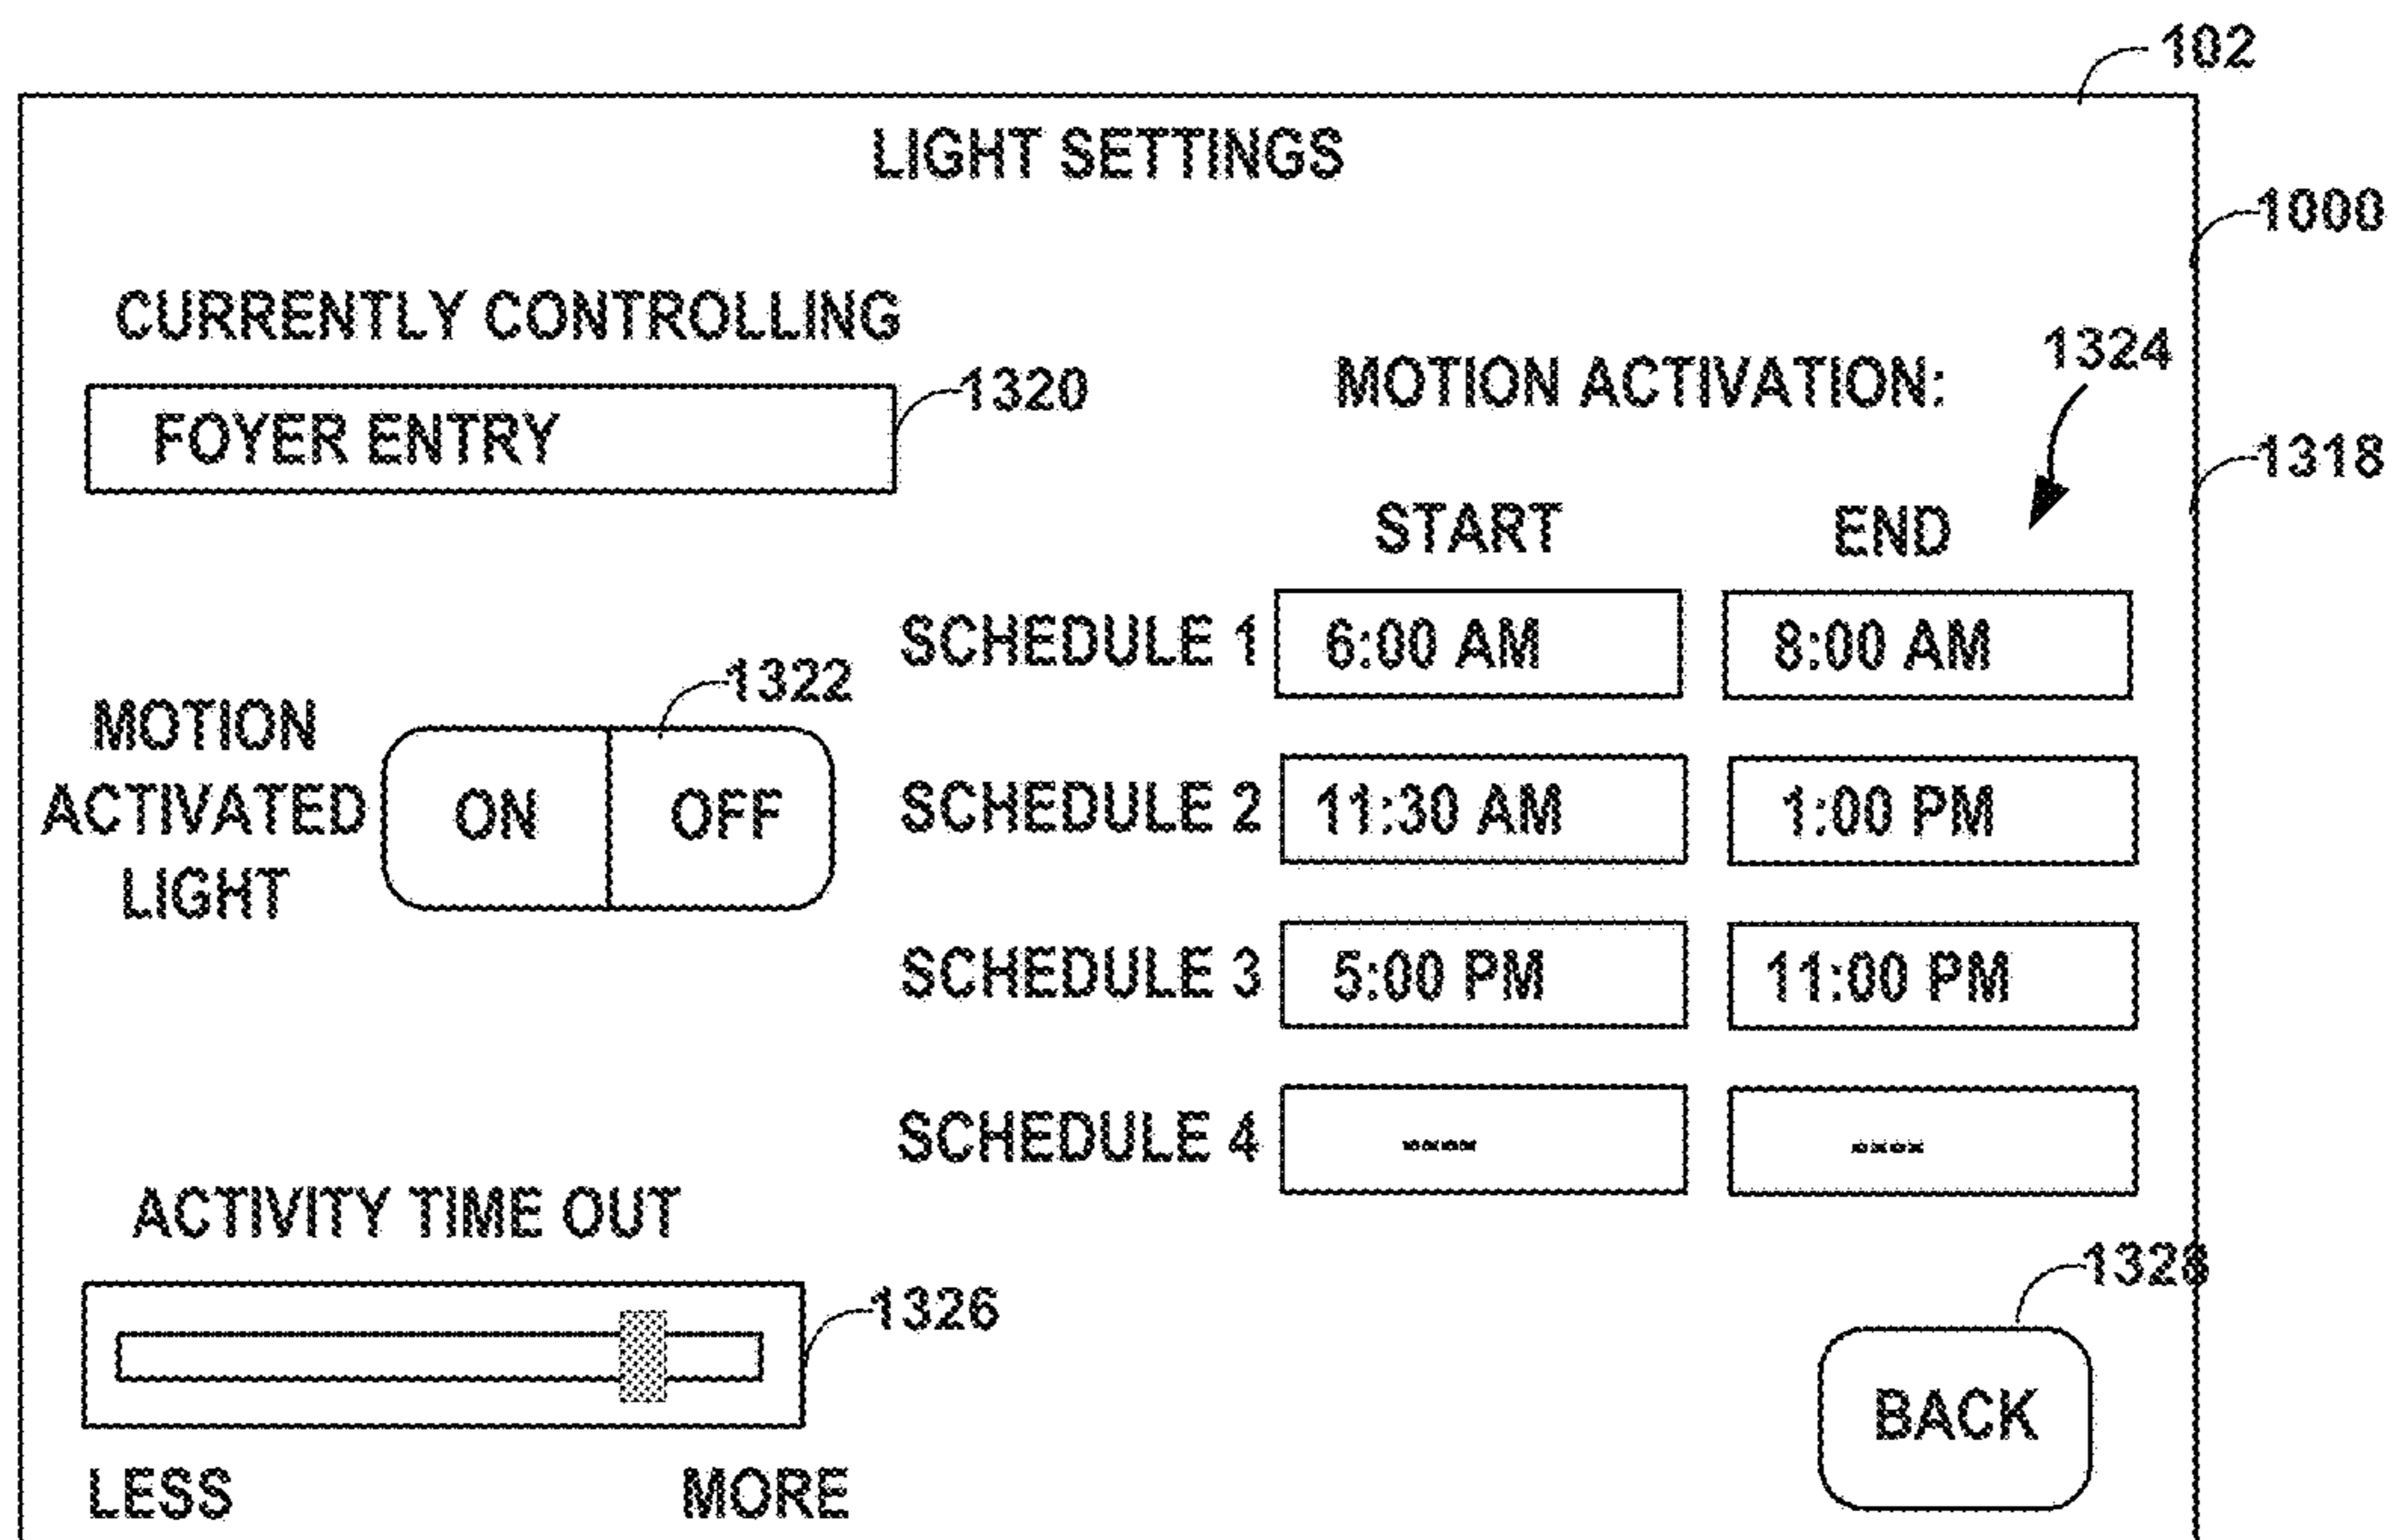 102
LIGHT SETTINGS
1000
CURRENTLY CONTROLLING
1320
FOYER ENTRY
MOTION ACTIVATION:
1324
1318
START END
SCHEDULE 1 6:00 AM 8:00 AM
1322
MOTION
ACTIVATED
LIGHT
ON OFF
SCHEDULE 2 11:30 AM 1:00 PM
SCHEDULE 3 5:00 PM 11:00 PM
SCHEDULE 4 ---- ----
ACTIVITY TIME OUT
1326
LESS MORE
1328
BACK